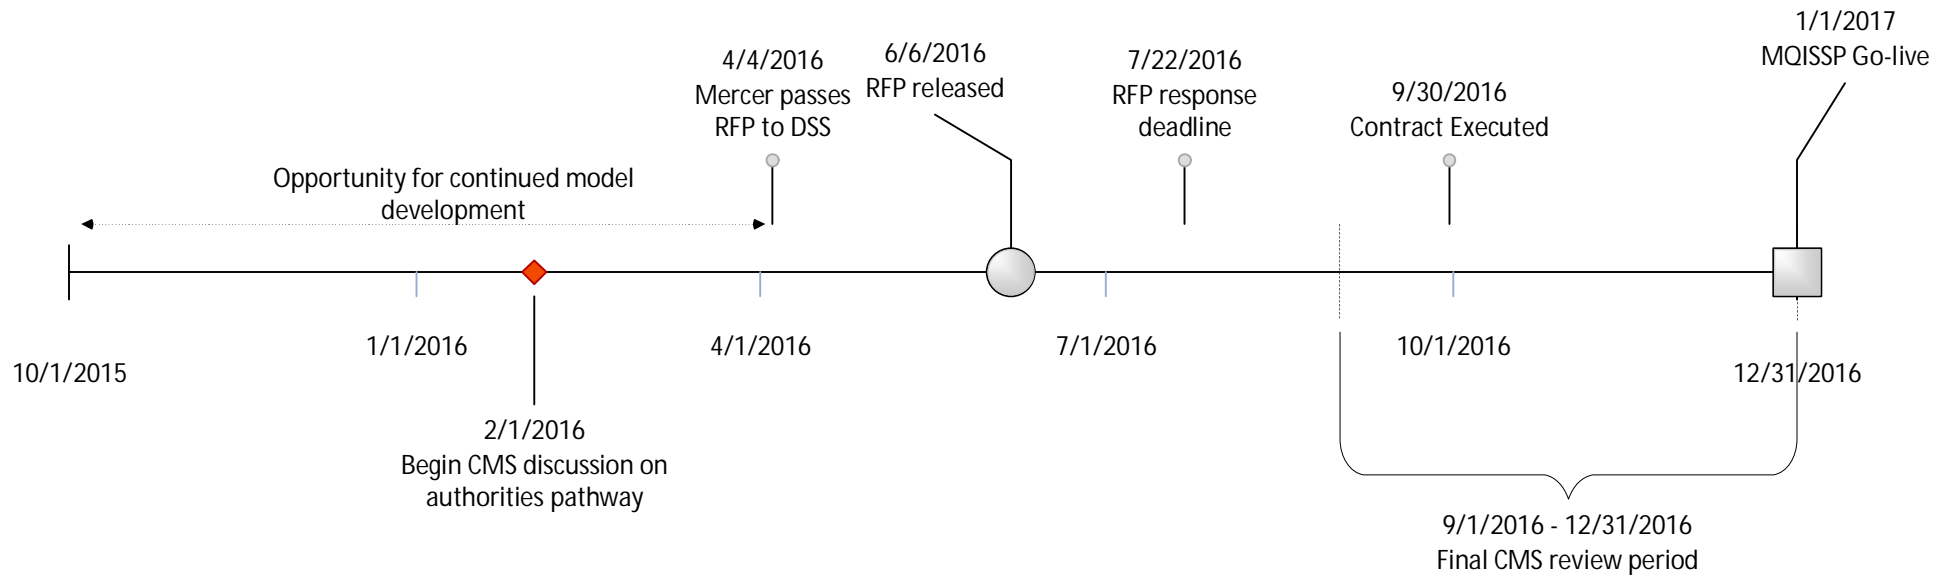 1/1/2017
MQISSP Go-live
6/6/2016
RFP released
4/4/2016
Mercer passes
RFP to DSS
7/22/2016
RFP response
deadline
9/30/2016
Contract Executed
Opportunity for continued model
development
1/1/2016
4/1/2016
7/1/2016
10/1/2016
10/1/2015
12/31/2016
2/1/2016
Begin CMS discussion on
authorities pathway
9/1/2016 - 12/31/2016
Final CMS review period